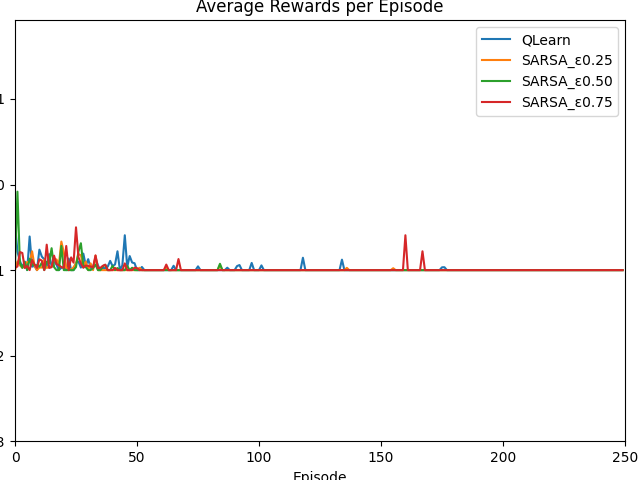 Average Rewards per Episode
QLearn
SARSA_ε0.25
SARSA_ε0.50
SARSA_ε0.75
1
0
1
2
3
0 50 100 150 200 250
Episode